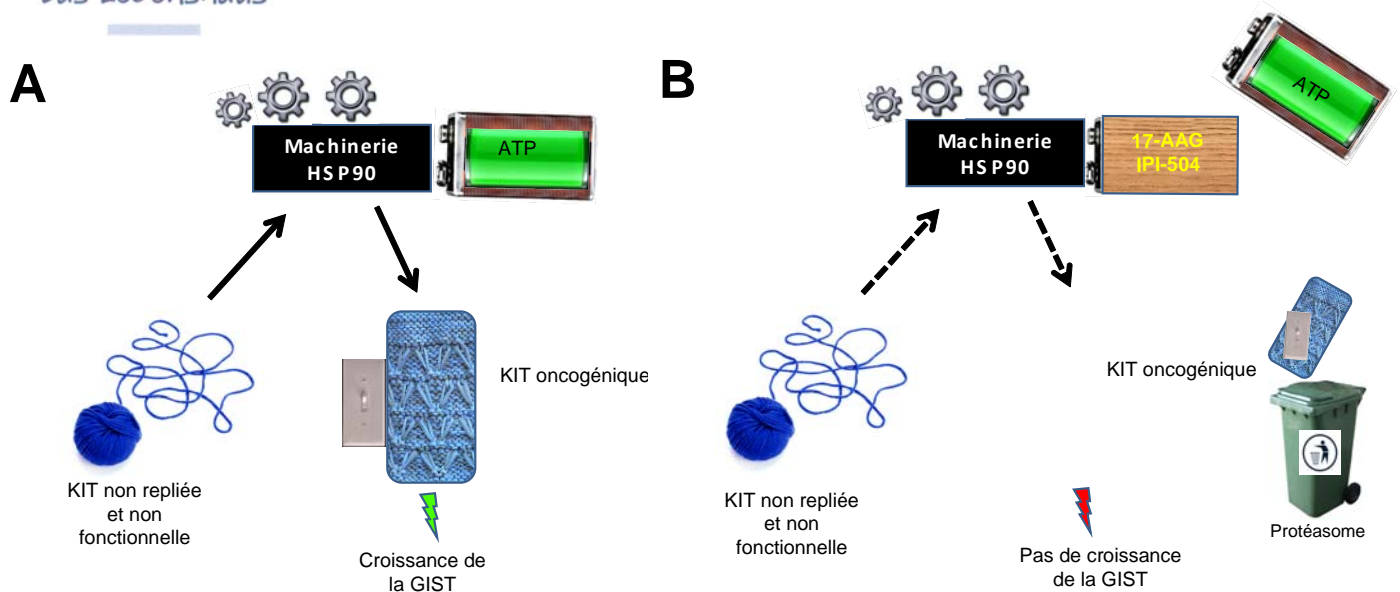 A
Machinerie
HSP90
ATP
KIT oncogénique
KIT non repliée
et non
fonctionnelle
Croissance de
la GIST
B
ATP
Machinerie
HSP90
17-AAG
IPI-504
KIT oncogénique
KIT non repliée
et non
fonctionnelle
Pas de croissance
de la GIST
Protéasome